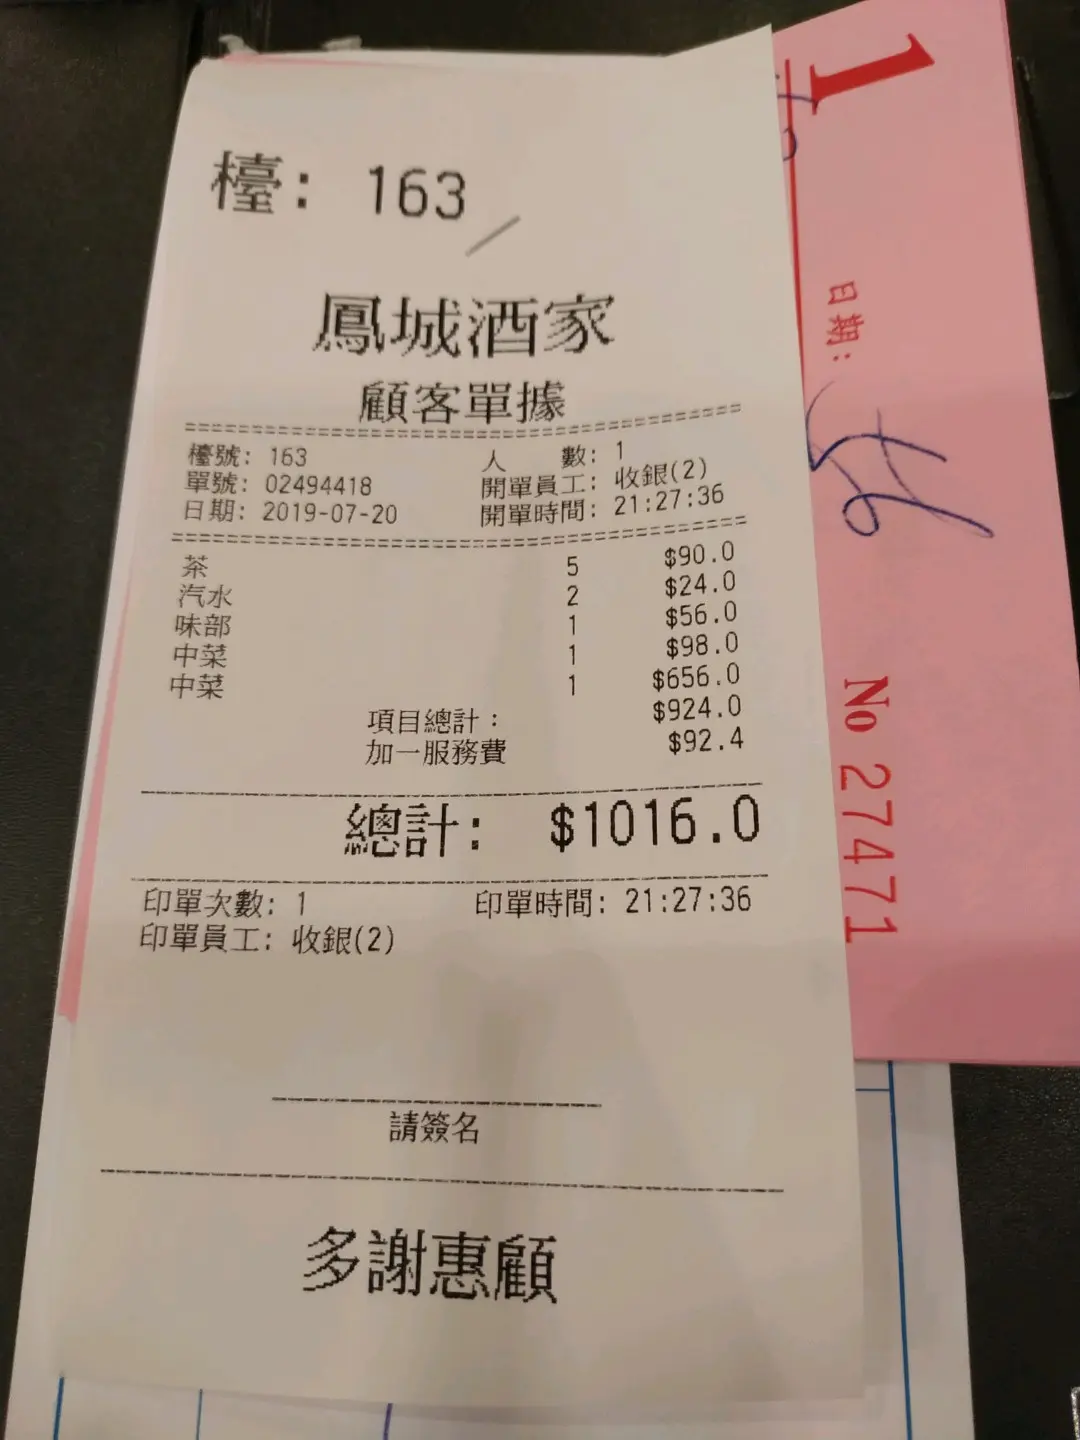 檯: 163
鳳城酒家
顧客單據
檯號: 163 人 數: 1
單號: 02494418 開單員工: 收銀(2)
日期: 2019-07-20 開單時間: 21:27:36
茶 5 $90.0
汽水 2 $24.0
味部 1 $56.0
中菜 1 $98.0
中菜 1 $656.0
項目總計: $924.0
加一服務費 $92.4
總計: $1016.0
印單次數: 1 印單時間: 21:27:36
印單員工: 收銀(2)
請簽名
多謝惠顧
1
日期:
No 27471